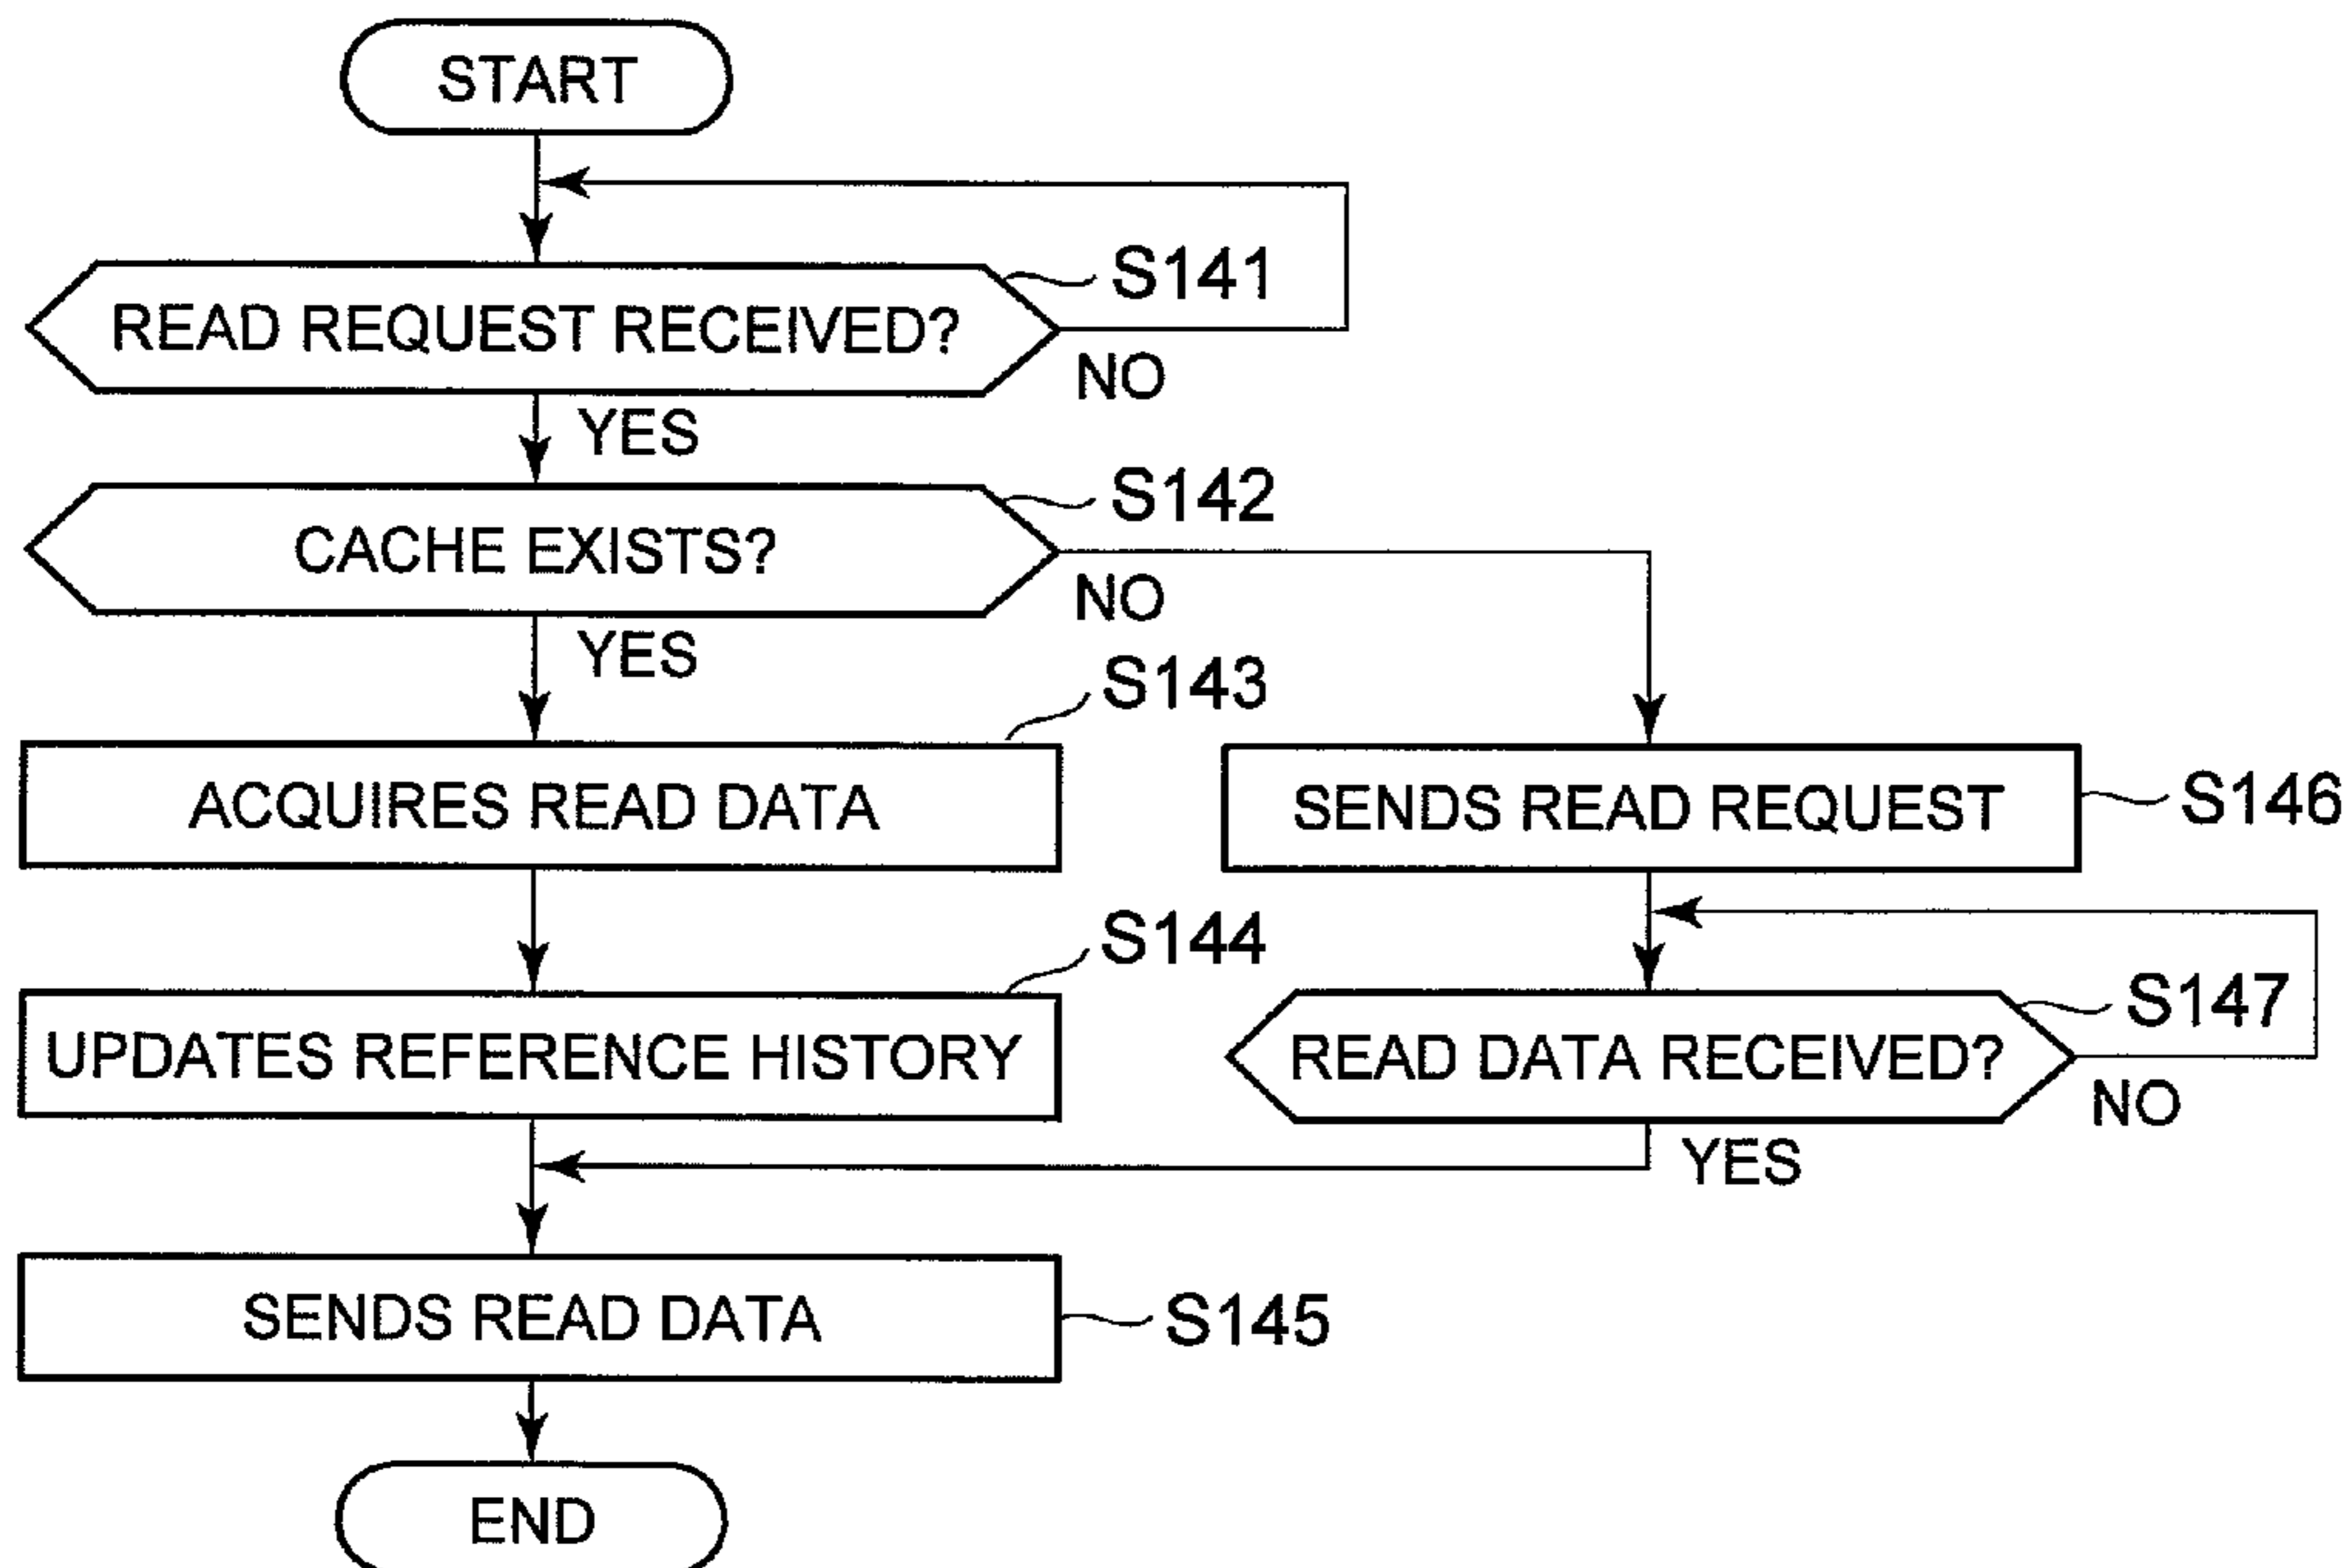 START
S141
READ REQUEST RECEIVED?
NO
YES
S142
CACHE EXISTS?
NO
YES
S143
ACQUIRES READ DATA
SENDS READ REQUEST
S146
S144
S147
UPDATES REFERENCE HISTORY
READ DATA RECEIVED?
NO
YES
SENDS READ DATA
S145
END